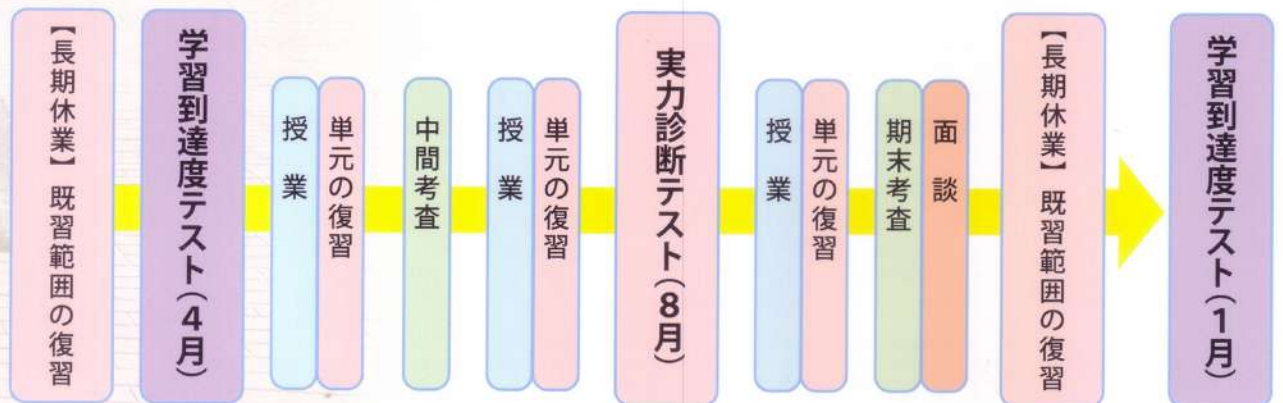 【長期休業】既習範囲の復習
学習到達度テスト(4月)
授業
単元の復習
中間考査
授業
単元の復習
実力診断テスト(8月)
授業
単元の復習
期末考査
面談
【長期休業】既習範囲の復習
学習到達度テスト(1月)